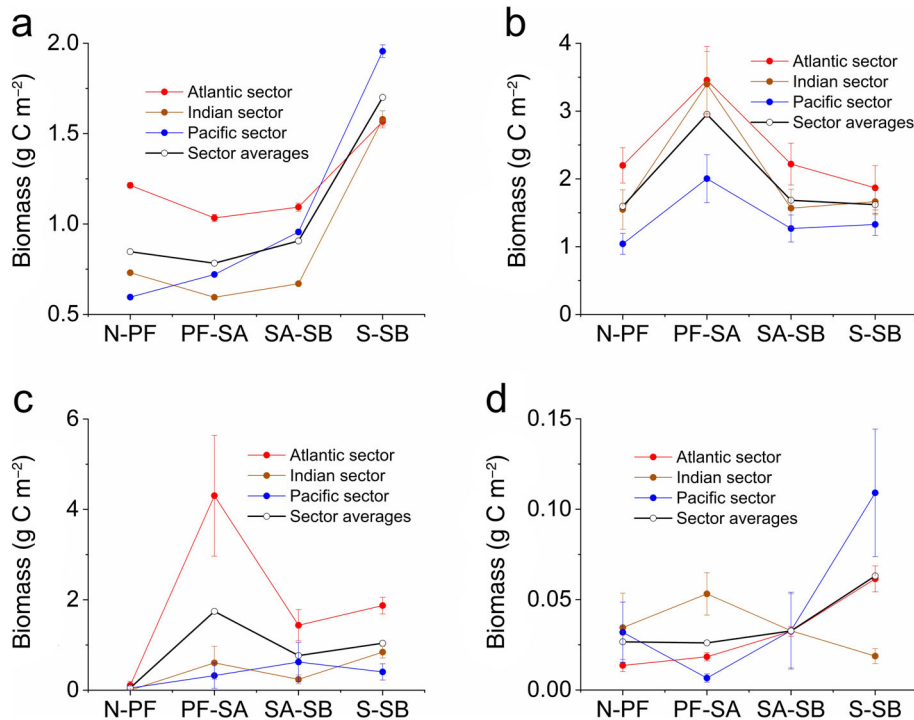 a
2.0
1.5
1.0
0.5
Biomass (g C m⁻²)
Atlantic sector
Indian sector
Pacific sector
Sector averages
N-PF PF-SA SA-SB S-SB
b
4
3
2
1
0
Biomass (g C m⁻²)
Atlantic sector
Indian sector
Pacific sector
Sector averages
N-PF PF-SA SA-SB S-SB
c
6
4
2
0
Biomass (g C m⁻²)
Atlantic sector
Indian sector
Pacific sector
Sector averages
N-PF PF-SA SA-SB S-SB
d
0.15
0.10
0.05
0.00
Biomass (g C m⁻²)
Atlantic sector
Indian sector
Pacific sector
Sector averages
N-PF PF-SA SA-SB S-SB